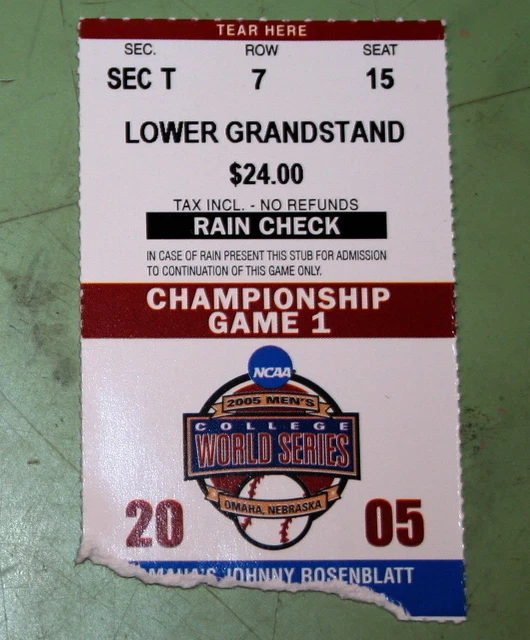 TEAR HERE
SEC. ROW SEAT
SEC T 7 15
LOWER GRANDSTAND
$24.00
TAX INCL. - NO REFUNDS
RAIN CHECK
IN CASE OF RAIN PRESENT THIS STUB FOR ADMISSION
TO CONTINUATION OF THIS GAME ONLY.
CHAMPIONSHIP
GAME 1
NCAA
2005 MEN'S
COLLEGE
WORLD SERIES
OMAHA, NEBRASKA
20 05
JOHNNY ROSENBLATT